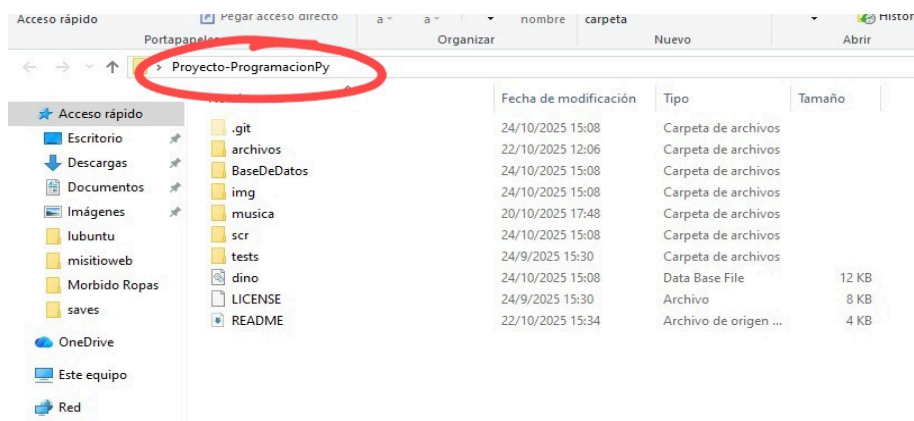 Acceso rápido
Pegar acceso directo
nombre
carpeta
Histor
Portapapeles
Organizar
Nuevo
Abrir
Proyecto-ProgramacionPy
Fecha de modificación
Tipo
Tamaño
Acceso rápido
Escritorio
Descargas
Documentos
Imágenes
lubuntu
misitioweb
Morbido Ropas
saves
OneDrive
Este equipo
Red
.git 24/10/2025 15:08 Carpeta de archivos
archivos 22/10/2025 12:06 Carpeta de archivos
BaseDeDatos 24/10/2025 15:08 Carpeta de archivos
img 24/10/2025 15:08 Carpeta de archivos
musica 20/10/2025 17:48 Carpeta de archivos
scr 24/10/2025 15:08 Carpeta de archivos
tests 24/9/2025 15:30 Carpeta de archivos
dino 24/10/2025 15:08 Data Base File 12 KB
LICENSE 24/9/2025 15:30 Archivo 8 KB
README 22/10/2025 15:34 Archivo de origen ... 4 KB